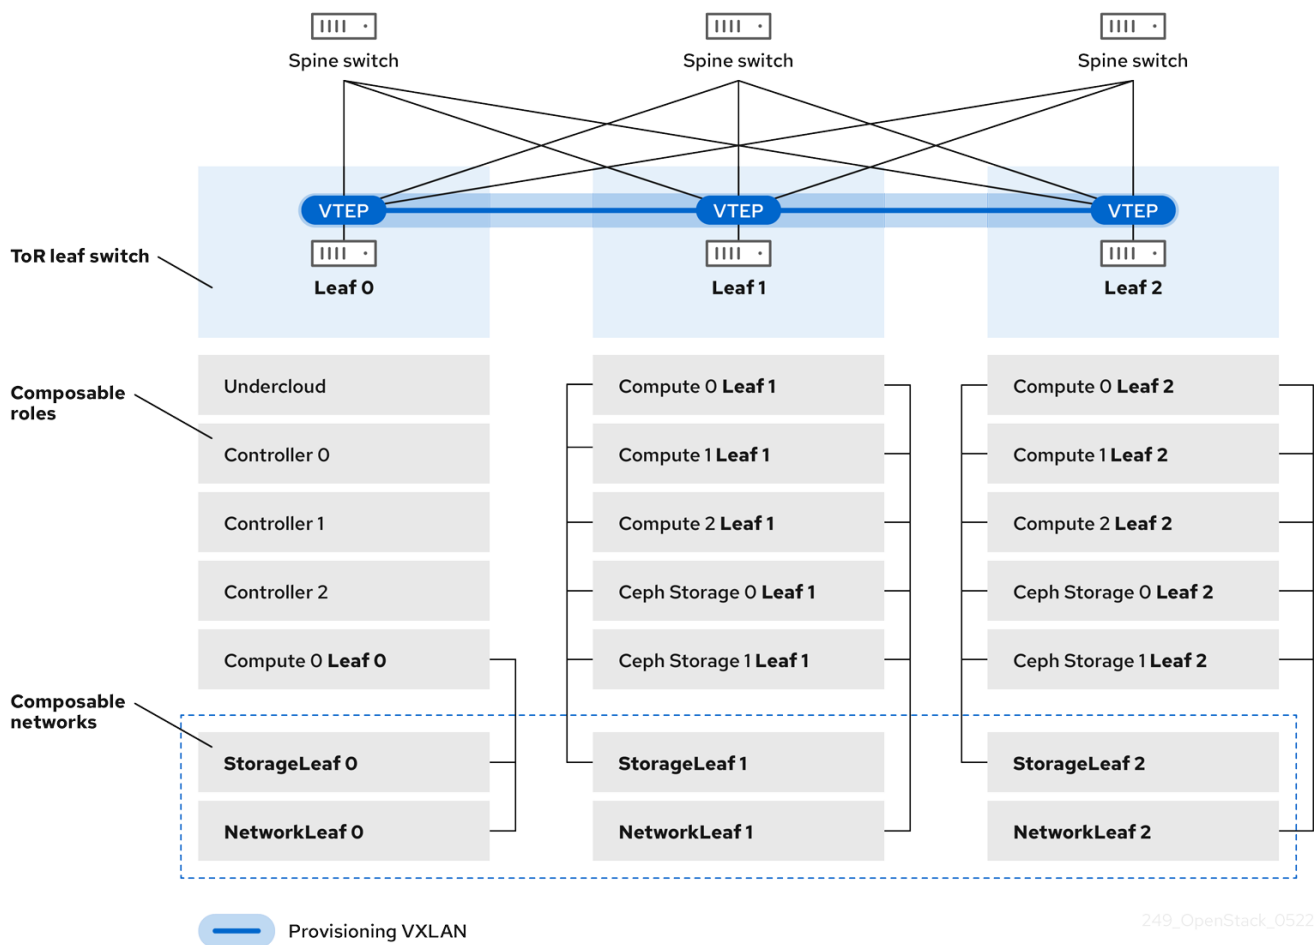 Spine switch
Spine switch
Spine switch
VTEP
VTEP
VTEP
ToR leaf switch
Leaf 0
Leaf 1
Leaf 2
Composable
roles
Undercloud
Compute 0 Leaf 1
Compute 0 Leaf 2
Controller 0
Compute 1 Leaf 1
Compute 1 Leaf 2
Controller 1
Compute 2 Leaf 1
Compute 2 Leaf 2
Controller 2
Ceph Storage 0 Leaf 1
Ceph Storage 0 Leaf 2
Compute 0 Leaf 0
Ceph Storage 1 Leaf 1
Ceph Storage 1 Leaf 2
Composable
networks
StorageLeaf 0
StorageLeaf 1
StorageLeaf 2
NetworkLeaf 0
NetworkLeaf 1
NetworkLeaf 2
Provisioning VXLAN
249_OpenStack_0522